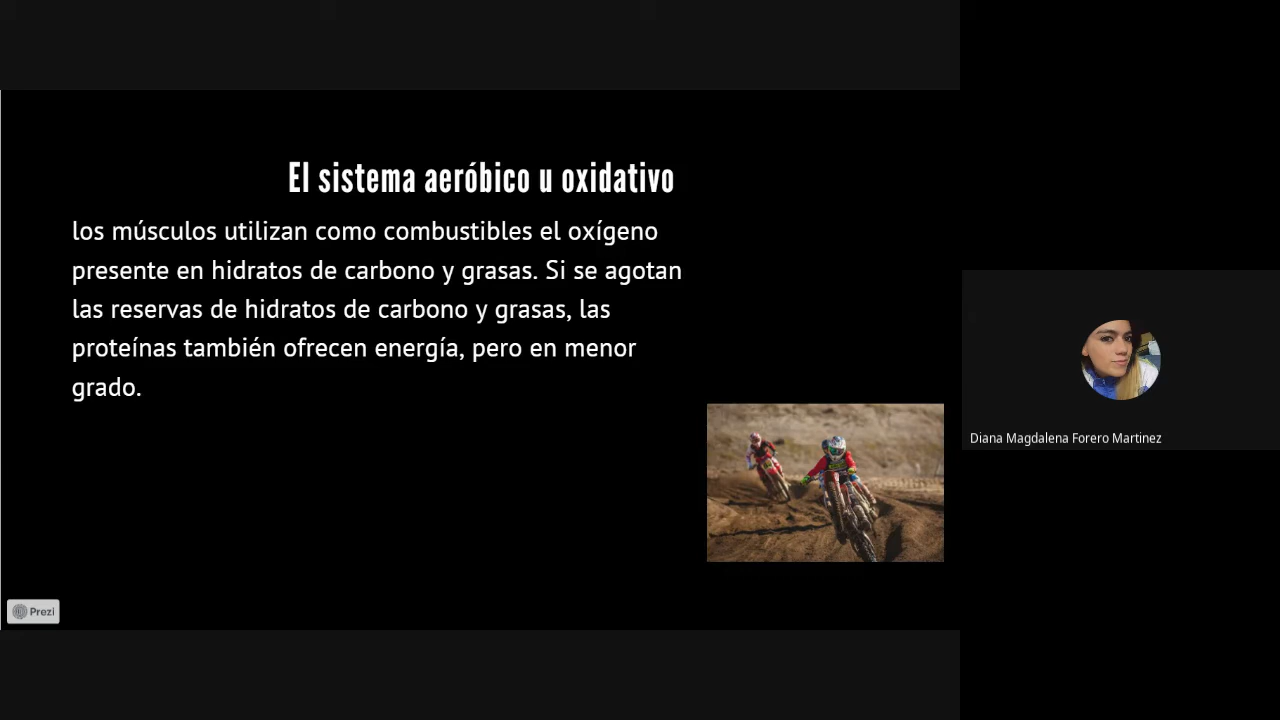 El sistema aeróbico u oxidativo
los músculos utilizan como combustibles el oxígeno
presente en hidratos de carbono y grasas. Si se agotan
las reservas de hidratos de carbono y grasas, las
proteínas también ofrecen energía, pero en menor
grado.
Diana Magdalena Forero Martinez
Prezi